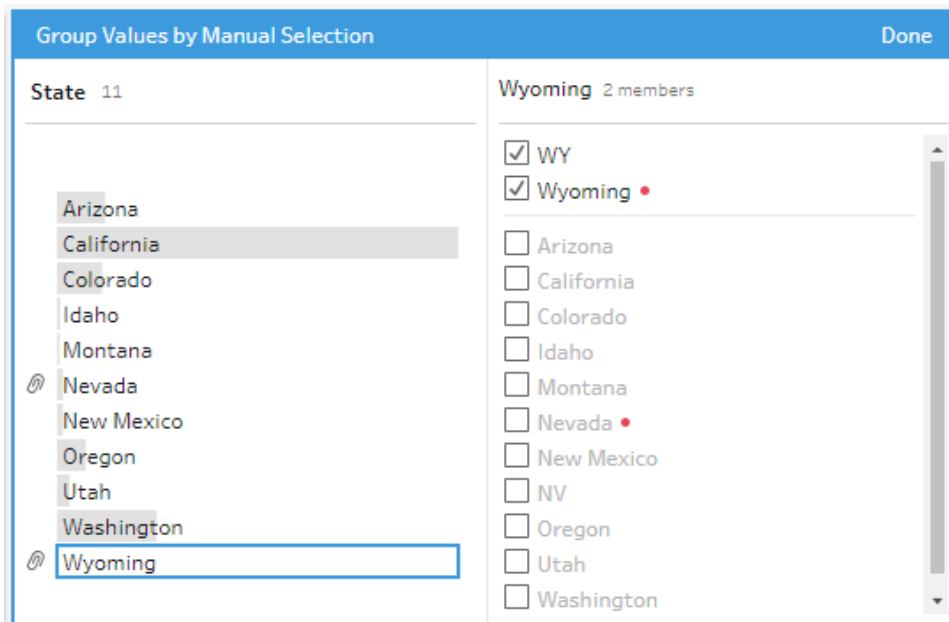 Group Values by Manual Selection Done
State 11
Arizona
California
Colorado
Idaho
Montana
Nevada
New Mexico
Oregon
Utah
Washington
Wyoming
Wyoming 2 members
WY
Wyoming
Arizona
California
Colorado
Idaho
Montana
Nevada
New Mexico
NV
Oregon
Utah
Washington